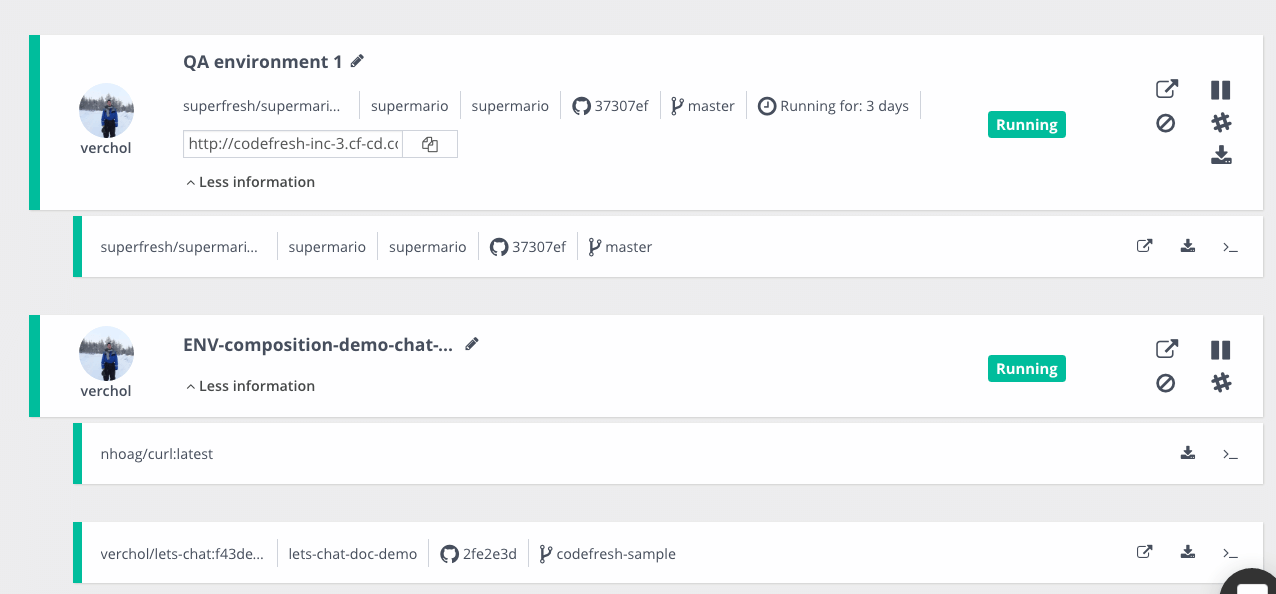 QA environment 1
superfresh/supermari... supermario supermario 37307ef master Running for: 3 days
Running
verchol
http://codefresh-inc-3.cf-cd.c
Less information
superfresh/supermari... supermario supermario 37307ef master
ENV-composition-demo-chat-...
Running
verchol
Less information
nhoag/curl:latest
verchol/lets-chat:f43de... lets-chat-doc-demo 2fe2e3d codefresh-sample